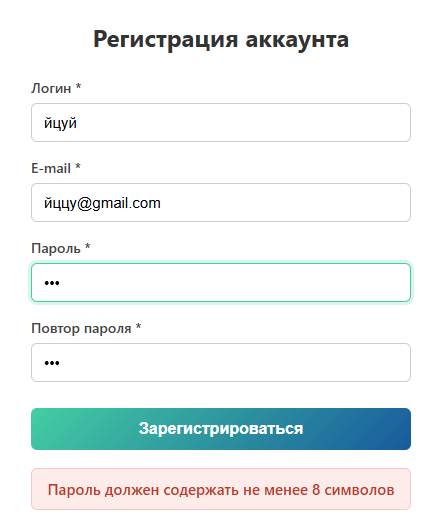 Регистрация аккаунта
Логин *
йцуй
E-mail *
йццу@gmail.com
Пароль *
•••
Повтор пароля *
•••
Зарегистрироваться
Пароль должен содержать не менее 8 символов